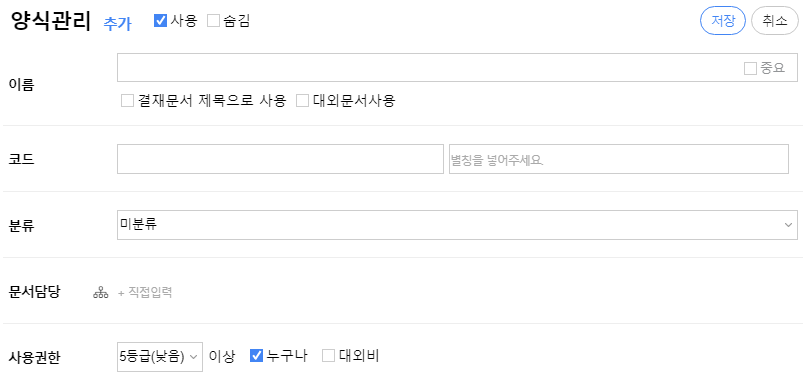 양식관리 추가 사용 숨김 저장 취소
중요
이름
결재문서 제목으로 사용 대외문서사용
코드 별칭을 넣어주세요.
분류 미분류
문서담당 + 직접입력
사용권한 5등급(낮음) 이상 누구나 대외비